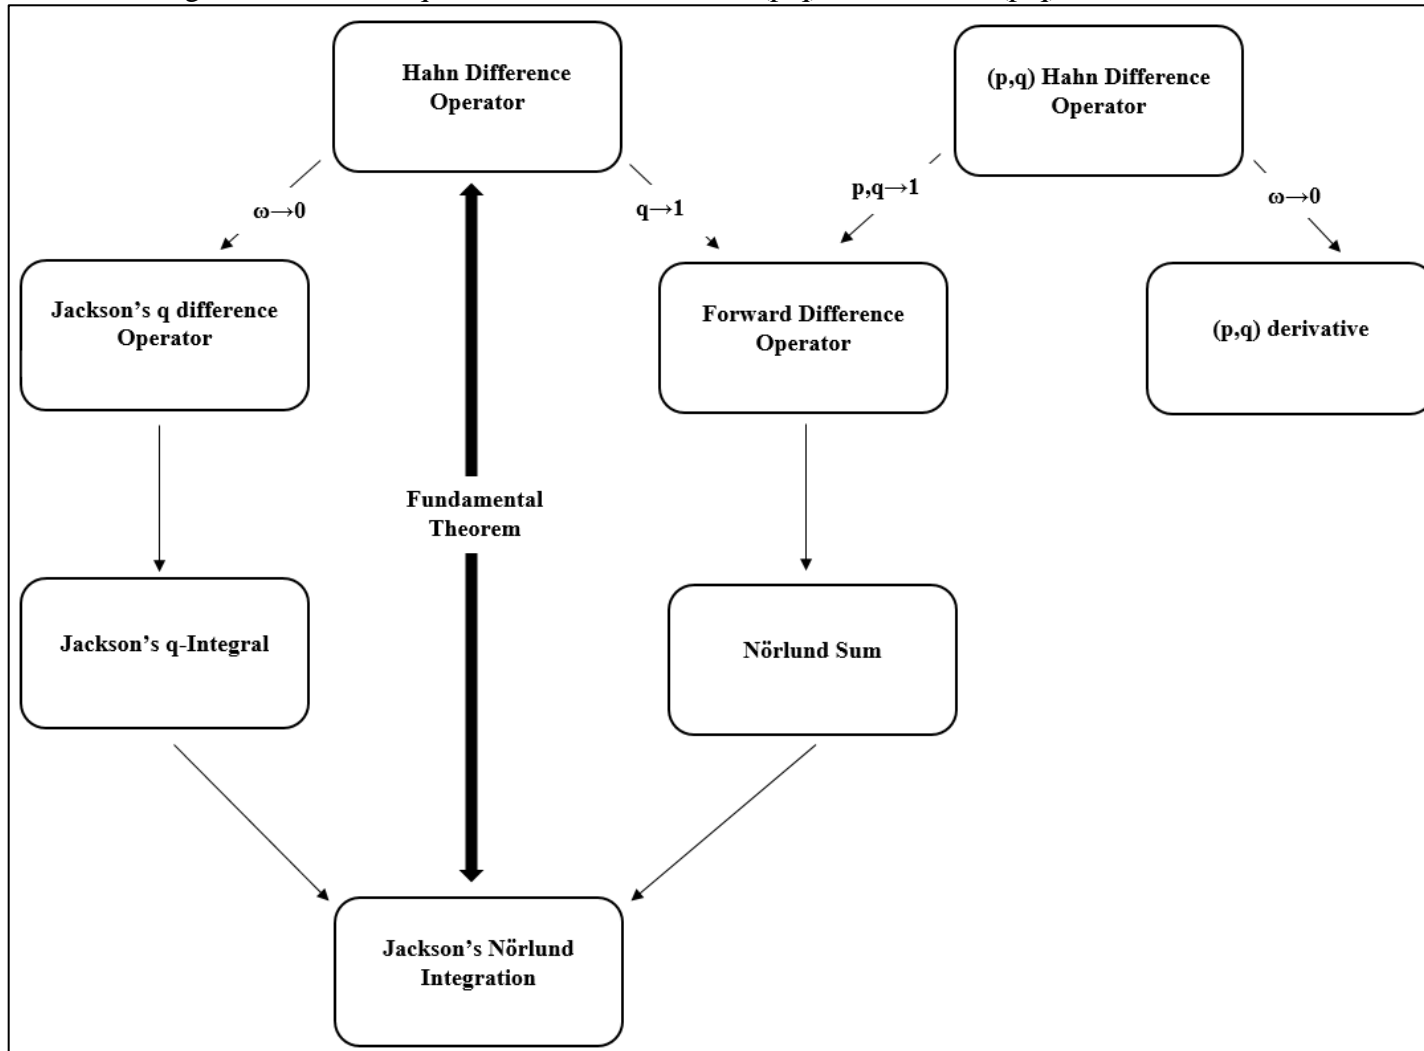 Hahn Difference
Operator
(p,q) Hahn Difference
Operator
ω→0
q→1
p,q→1
ω→0
Jackson’s q difference
Operator
Forward Difference
Operator
(p,q) derivative
Fundamental
Theorem
Jackson’s q-Integral
Nörlund Sum
Jackson’s Nörlund
Integration